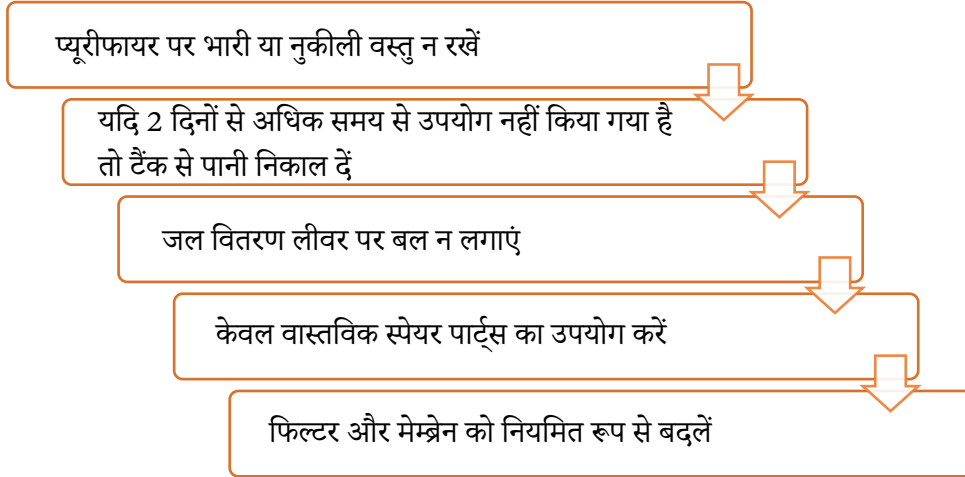 प्यूरीफायर पर भारी या नुकीली वस्तु न रखें
यदि 2 दिनों से अधिक समय से उपयोग नहीं किया गया है
तो टैंक से पानी निकाल दें
जल वितरण लीवर पर बल न लगाएं
केवल वास्तविक स्पेयर पार्ट्स का उपयोग करें
फिल्टर और मेम्ब्रेन को नियमित रूप से बदलें